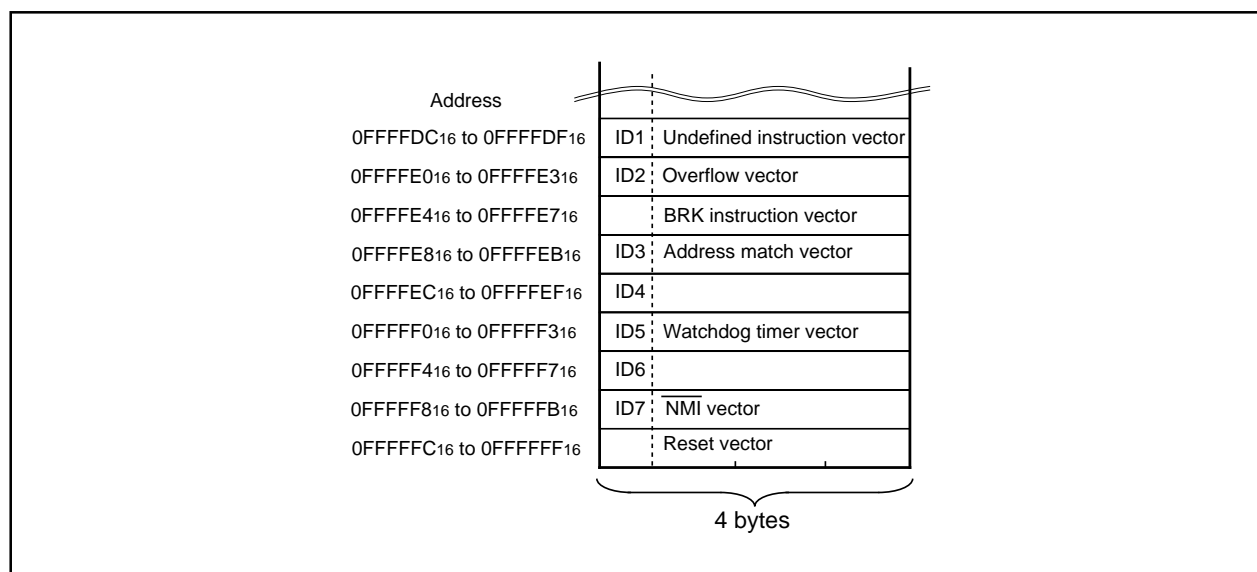 Address
0FFFFDC16 to 0FFFFDF16 ID1 Undefined instruction vector
0FFFFE016 to 0FFFFE316 ID2 Overflow vector
0FFFFE416 to 0FFFFE716 BRK instruction vector
0FFFFE816 to 0FFFFEB16 ID3 Address match vector
0FFFFEC16 to 0FFFFEF16 ID4
0FFFFF016 to 0FFFFF316 ID5 Watchdog timer vector
0FFFFF416 to 0FFFFF716 ID6
0FFFFF816 to 0FFFFFB16 ID7 N̅M̅I̅ vector
0FFFFFC16 to 0FFFFFF16 Reset vector
4 bytes